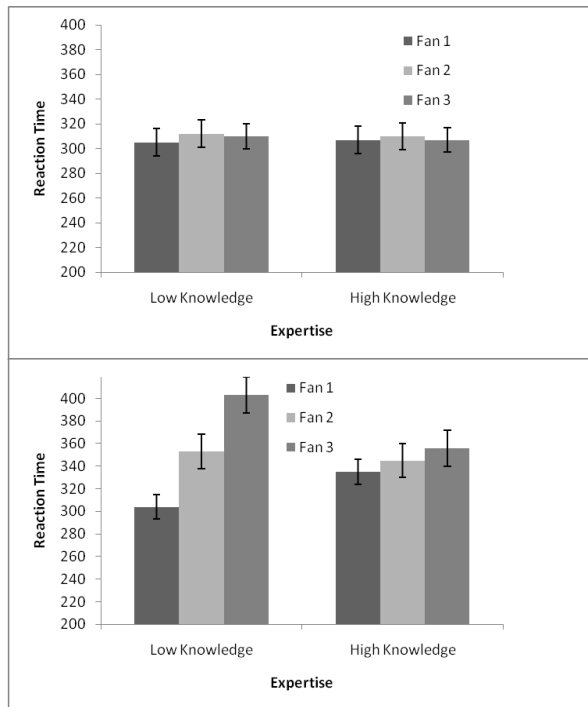 400
380
360
340
320
300
280
260
240
220
200
Reaction Time
Fan 1
Fan 2
Fan 3
Low Knowledge
High Knowledge
Expertise
400
380
360
340
320
300
280
260
240
220
200
Reaction Time
Fan 1
Fan 2
Fan 3
Low Knowledge
High Knowledge
Expertise